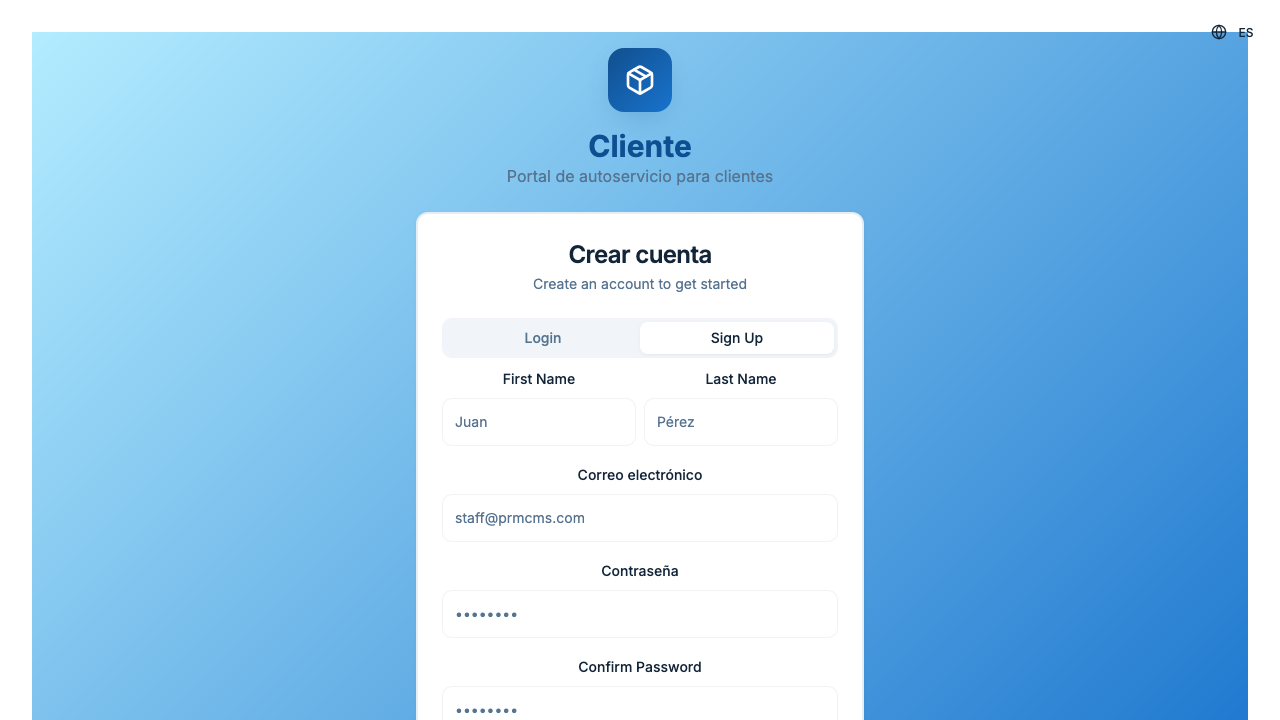 ES
Cliente
Portal de autoservicio para clientes
Crear cuenta
Create an account to get started
Login
Sign Up
First Name
Last Name
Juan
Pérez
Correo electrónico
staff@prmcms.com
Contraseña
••••••••
Confirm Password
••••••••